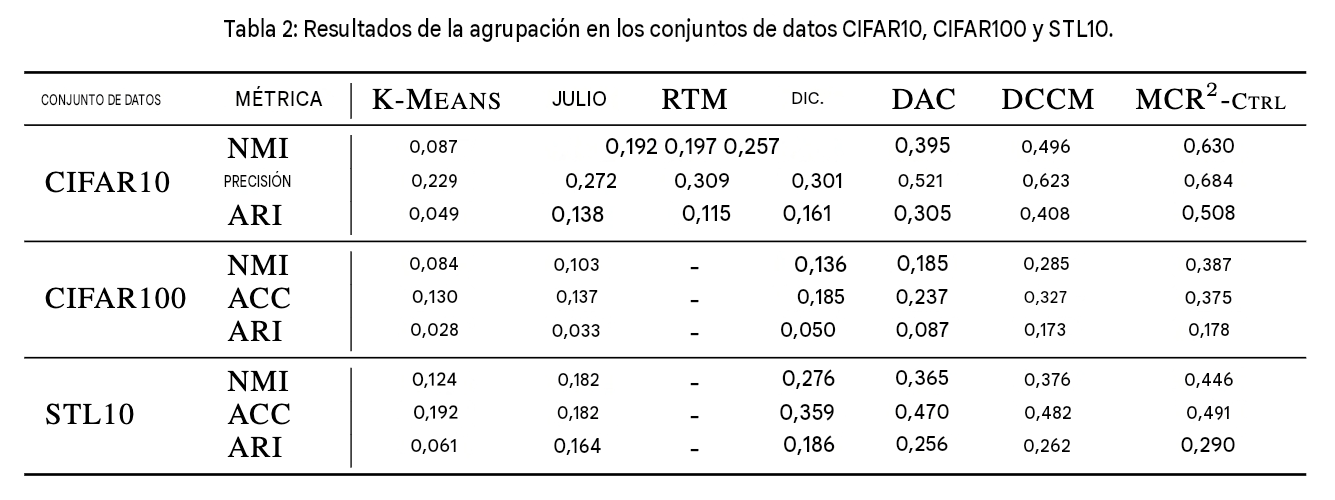 Tabla 2: Resultados de la agrupación en los conjuntos de datos CIFAR10, CIFAR100 y STL10.
CONJUNTO DE DATOS MÉTRICA K-MEANS JULIO RTM DIC. DAC DCCM MCR²-CTRL
NMI 0,087 0,192 0,197 0,257 0,395 0,496 0,630
CIFAR10 PRECISIÓN 0,229 0,272 0,309 0,301 0,521 0,623 0,684
ARI 0,049 0,138 0,115 0,161 0,305 0,408 0,508
NMI 0,084 0,103 - 0,136 0,185 0,285 0,387
CIFAR100 ACC 0,130 0,137 - 0,185 0,237 0,327 0,375
ARI 0,028 0,033 - 0,050 0,087 0,173 0,178
NMI 0,124 0,182 - 0,276 0,365 0,376 0,446
STL10 ACC 0,192 0,182 - 0,359 0,470 0,482 0,491
ARI 0,061 0,164 - 0,186 0,256 0,262 0,290